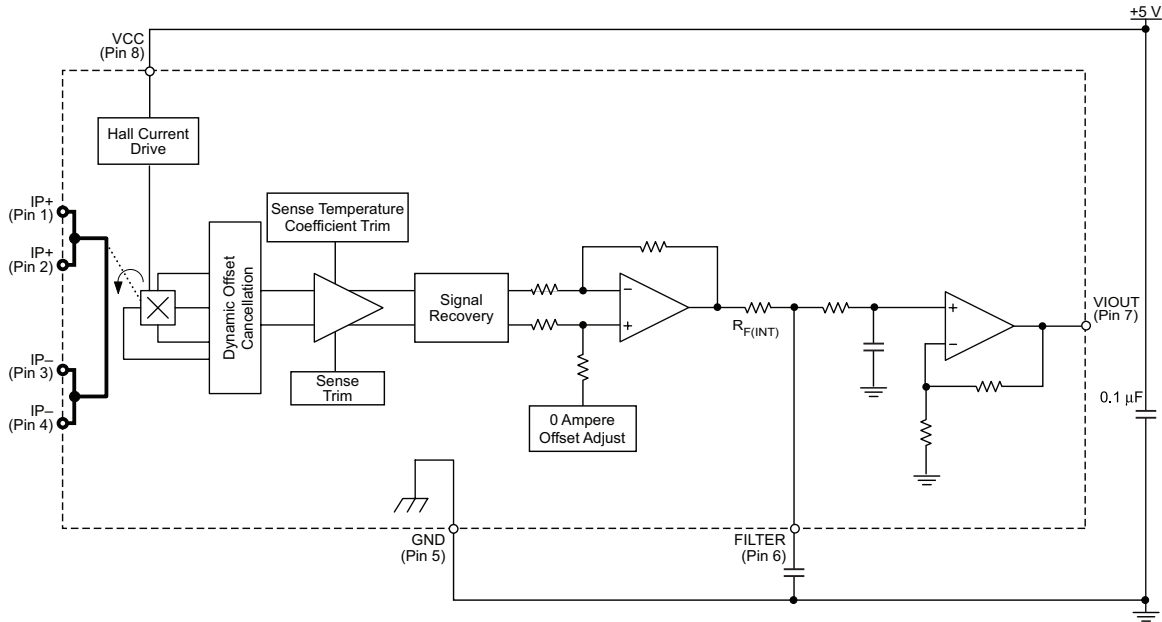 +5 V
VCC
(Pin 8)
Hall Current
Drive
IP+
(Pin 1)
IP+
(Pin 2)
IP−
(Pin 3)
IP−
(Pin 4)
Dynamic Offset
Cancellation
Sense Temperature
Coefficient Trim
Sense
Trim
Signal
Recovery
−
+
0 Ampere
Offset Adjust
RF(INT)
+
−
VIOUT
(Pin 7)
0.1 μF
GND
(Pin 5)
FILTER
(Pin 6)